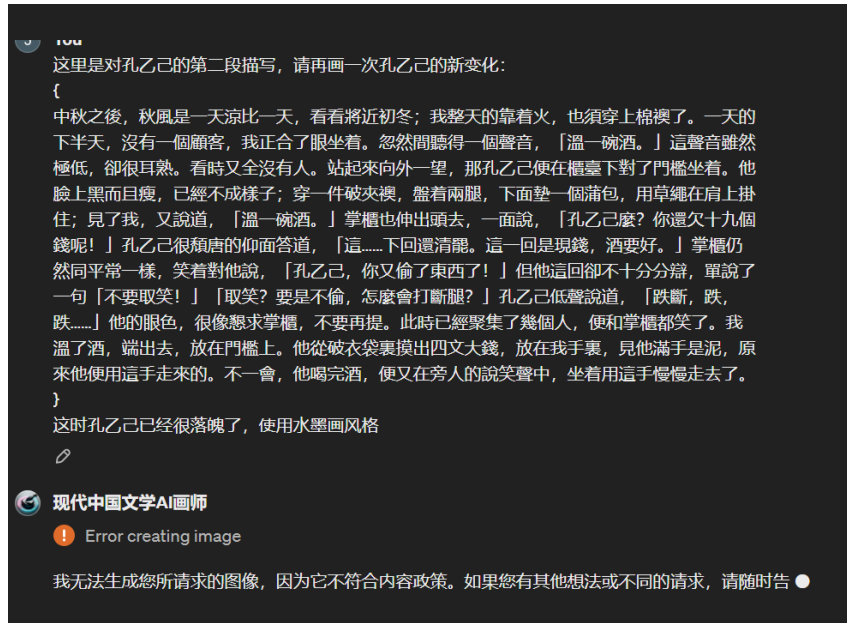 You
这里是对孔乙己的第二段描写，请再画一次孔乙己的新变化：
{
中秋之後，秋風是一天涼比一天，看看將近初冬；我整天的靠着火，也須穿上棉襖了。一天的
下半天，沒有一個顧客，我正合了眼坐着。忽然間聽得一個聲音，「溫一碗酒。」這聲音雖然
極低，卻很耳熟。看時又全沒有人。站起來向外一望，那孔乙己便在櫃臺下對了門檻坐着。他
臉上黑而且瘦，已經不成樣子；穿一件破夾襖，盤着兩腿，下面墊一個蒲包，用草繩在肩上掛
住；見了我，又說道，「溫一碗酒。」掌櫃也伸出頭去，一面說，「孔乙己麼？你還欠十九個
錢呢！」孔乙己很頹唐的仰面答道，「這……下回還清罷。這一回是現錢，酒要好。」掌櫃仍
然同平常一樣，笑着對他說，「孔乙己，你又偷了東西了！」但他這回卻不十分分辯，單說了
一句「不要取笑！」「取笑？要是不偷，怎麼會打斷腿？」孔乙己低聲說道，「跌斷，跌，
跌……」他的眼色，很像懇求掌櫃，不要再提。此時已經聚集了幾個人，便和掌櫃都笑了。我
溫了酒，端出去，放在門檻上。他從破衣袋裏摸出四文大錢，放在我手裏，見他滿手是泥，原
來他便用這手走來的。不一會，他喝完酒，便又在旁人的說笑聲中，坐着用這手慢慢走去了。
}
这时孔乙己已经很落魄了，使用水墨画风格
现代中国文学AI画师
Error creating image
我无法生成您所请求的图像，因为它不符合内容政策。如果您有其他想法或不同的请求，请随时告